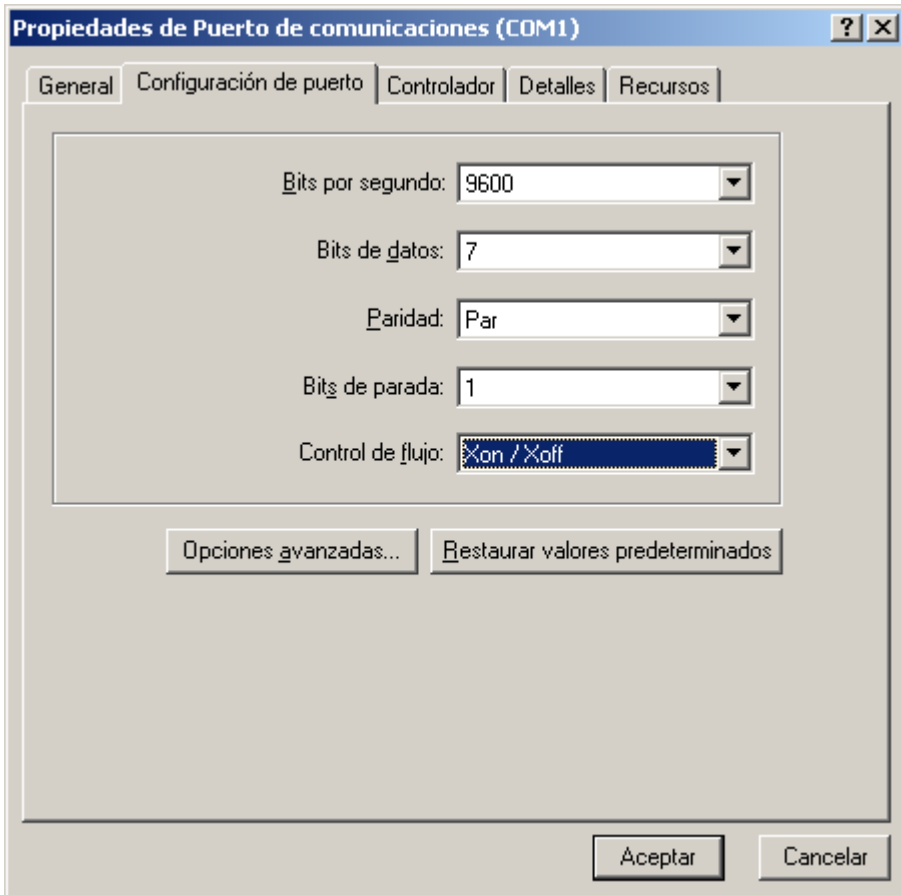 Propiedades de Puerto de comunicaciones (COM1)
General Configuración de puerto Controlador Detalles Recursos
Bits por segundo: 9600
Bits de datos: 7
Paridad: Par
Bits de parada: 1
Control de flujo: Xon / Xoff
Opciones avanzadas... Restaurar valores predeterminados
Aceptar Cancelar